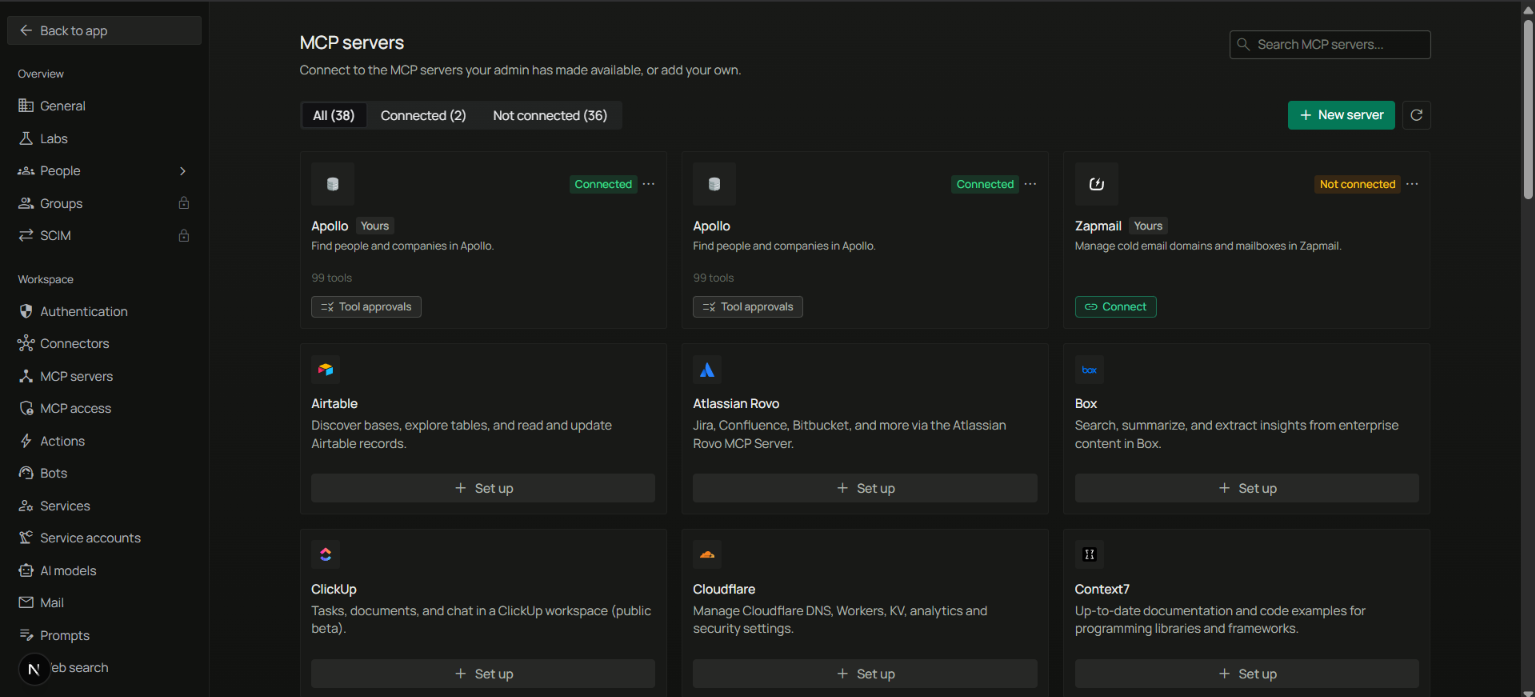 Back to app
Overview
General
Labs
People
Groups
SCIM
Workspace
Authentication
Connectors
MCP servers
MCP access
Actions
Bots
Services
Service accounts
AI models
Mail
Prompts
N
eb search
MCP servers
Connect to the MCP servers your admin has made available, or add your own.
Search MCP servers...
All (38) Connected (2) Not connected (36)
+ New server
Connected ...
Apollo Yours
Find people and companies in Apollo.
99 tools
Tool approvals
Connected ...
Apollo
Find people and companies in Apollo.
99 tools
Tool approvals
Not connected ...
Zapmail Yours
Manage cold email domains and mailboxes in Zapmail.
Connect
Airtable
Discover bases, explore tables, and read and update
Airtable records.
+ Set up
Atlassian Rovo
Jira, Confluence, Bitbucket, and more via the Atlassian
Rovo MCP Server.
+ Set up
box
Box
Search, summarize, and extract insights from enterprise
content in Box.
+ Set up
ClickUp
Tasks, documents, and chat in a ClickUp workspace (public
beta).
+ Set up
Cloudflare
Manage Cloudflare DNS, Workers, KV, analytics and
security settings.
+ Set up
Context7
Up-to-date documentation and code examples for
programming libraries and frameworks.
+ Set up